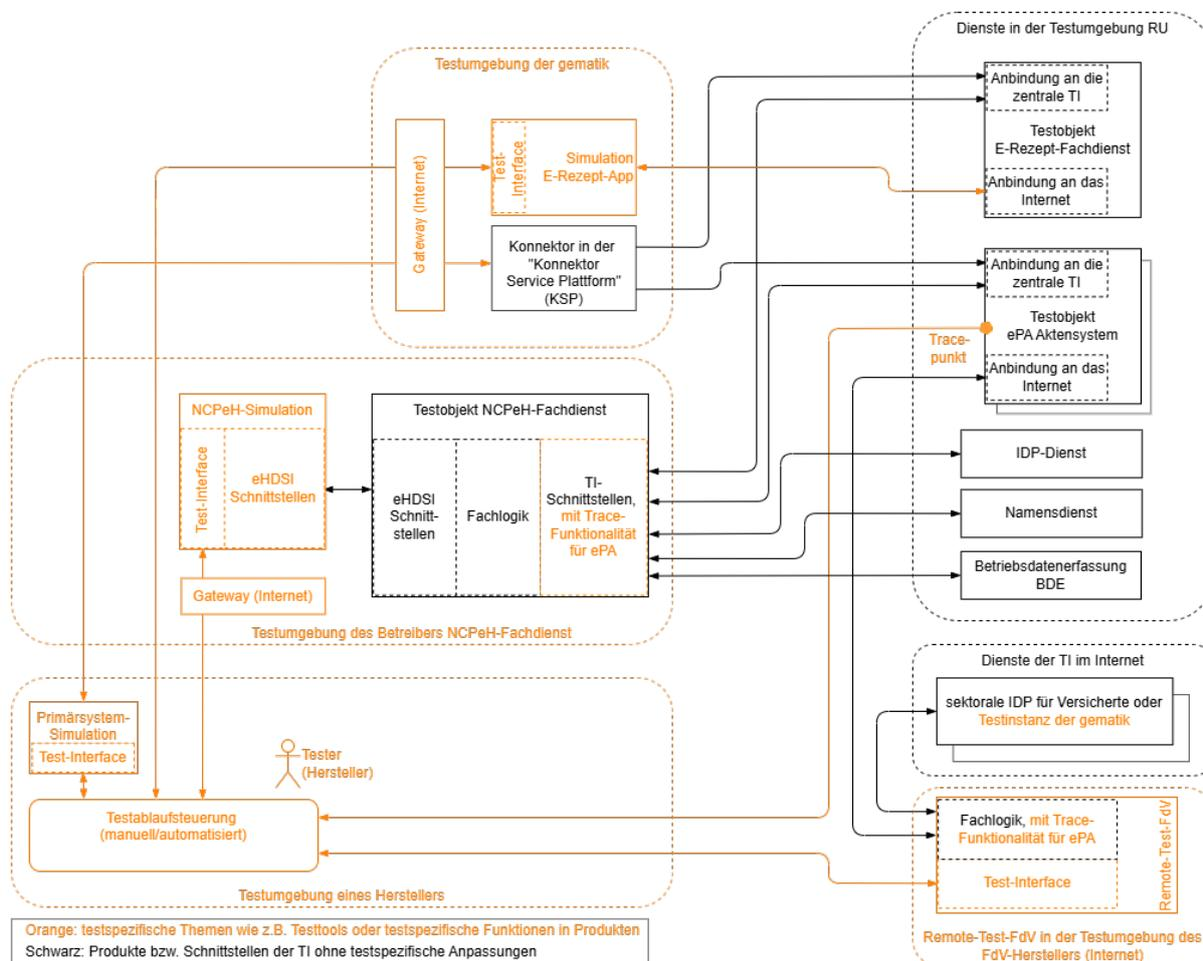 Dienste in der Testumgebung RU
Testumgebung der gematik
Gateway (Internet)
Test-
Interface
Simulation
E-Rezept-App
Konnektor in der
"Konnektor
Service Plattform"
(KSP)
Anbindung an die
zentrale TI
Testobjekt
E-Rezept-Fachdienst
Anbindung an das
Internet
Anbindung an die
zentrale TI
Testobjekt
ePA Aktensystem
Trace-
punkt
Anbindung an das
Internet
NCPeH-Simulation
Test-Interface
eHDSI
Schnittstellen
Gateway (Internet)
Testobjekt NCPeH-Fachdienst
eHDSI
Schnitt-
stellen
Fachlogik
TI-
Schnittstellen,
mit Trace-
Funktionalität
für ePA
Testumgebung des Betreibers NCPeH-Fachdienst
IDP-Dienst
Namensdienst
Betriebsdatenerfassung
BDE
Dienste der TI im Internet
sektorale IDP für Versicherte oder
Testinstanz der gematik
Primärsystem-
Simulation
Test-Interface
Tester
(Hersteller)
Testablaufsteuerung
(manuell/automatisiert)
Testumgebung eines Herstellers
Fachlogik, mit Trace-
Funktionalität für ePA
Test-Interface
Remote-Test-FdV
Remote-Test-FdV in der Testumgebung des
FdV-Herstellers (Internet)
Orange: testspezifische Themen wie z.B. Testtools oder testspezifische Funktionen in Produkten
Schwarz: Produkte bzw. Schnittstellen der TI ohne testspezifische Anpassungen